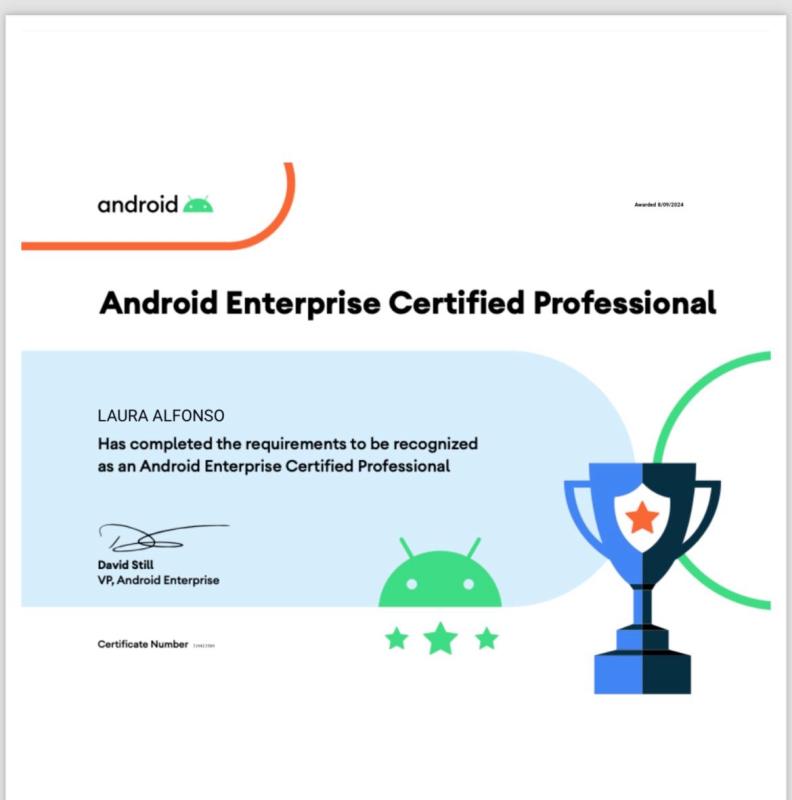 android
Awarded 8/09/2024
Android Enterprise Certified Professional
LAURA ALFONSO
Has completed the requirements to be recognized
as an Android Enterprise Certified Professional
David Still
VP, Android Enterprise
Certificate Number